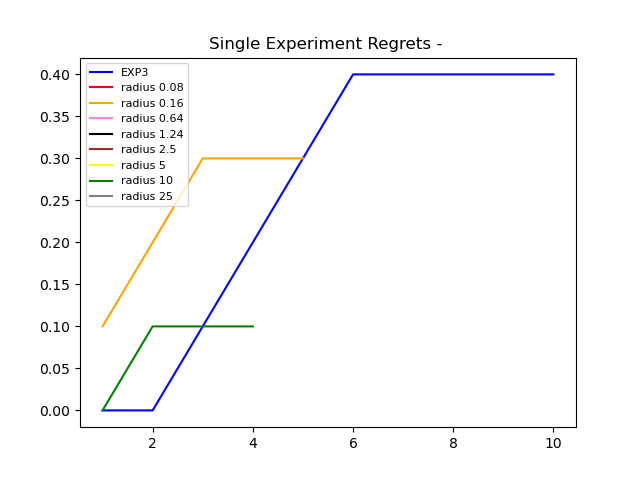 Single Experiment Regrets -
0.40
0.35
0.30
0.25
0.20
0.15
0.10
0.05
0.00
EXP3
radius 0.08
radius 0.16
radius 0.64
radius 1.24
radius 2.5
radius 5
radius 10
radius 25
2
4
6
8
10